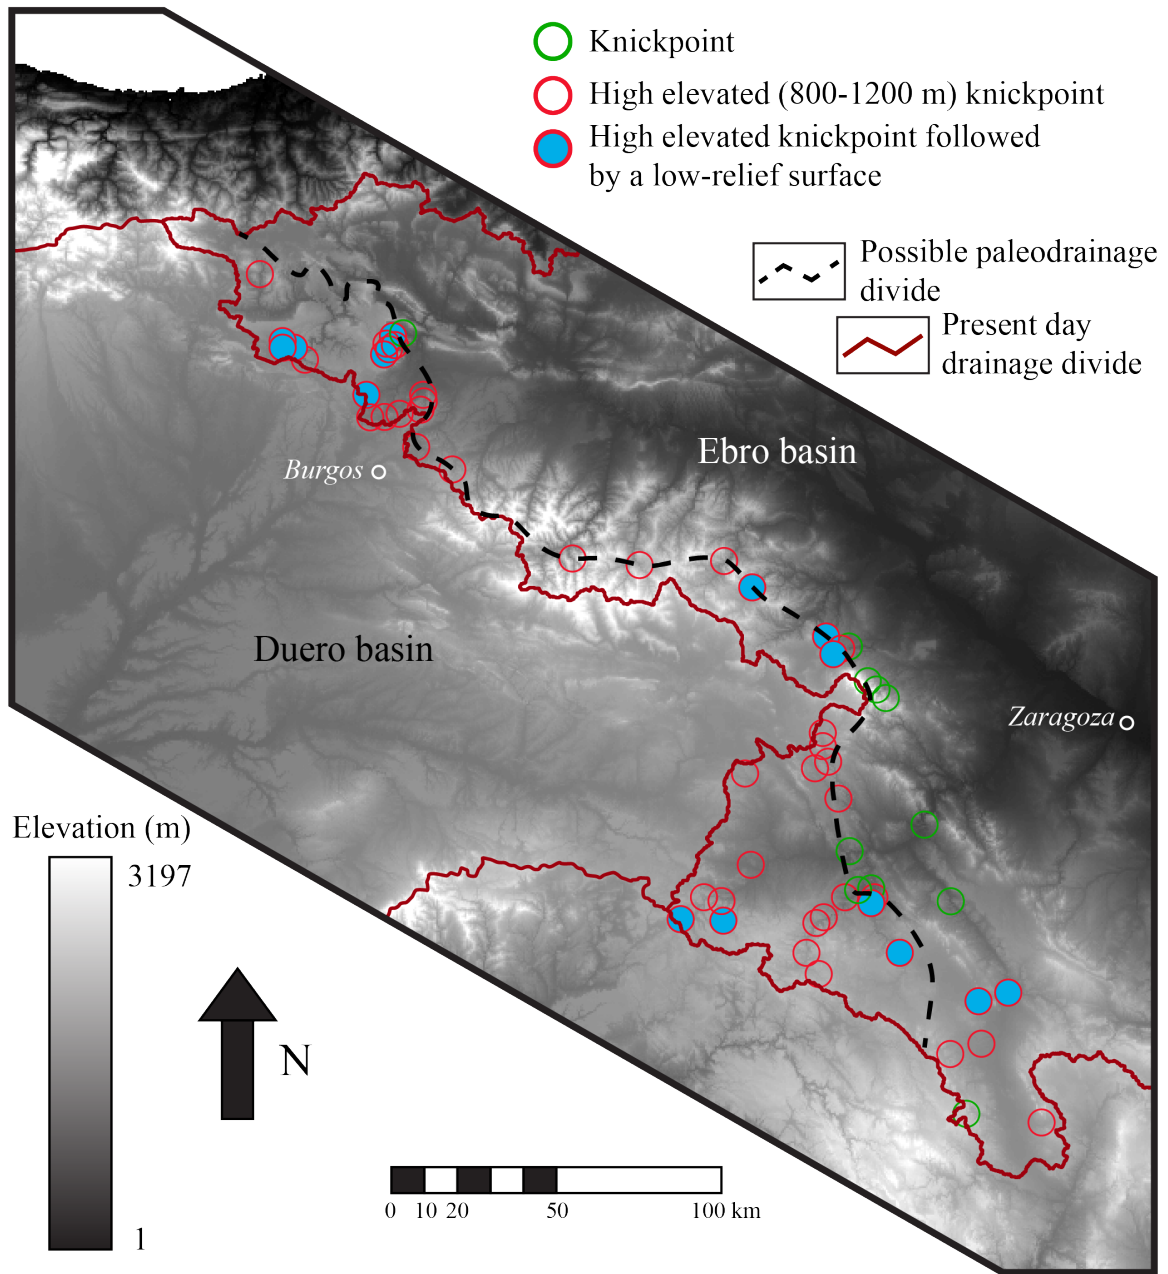 Knickpoint
High elevated (800-1200 m) knickpoint
High elevated knickpoint followed
by a low-relief surface
Possible paleodrainage
divide
Present day
drainage divide
Ebro basin
Burgos
Duero basin
Zaragoza
Elevation (m)
3197
1
N
0 10 20 50 100 km